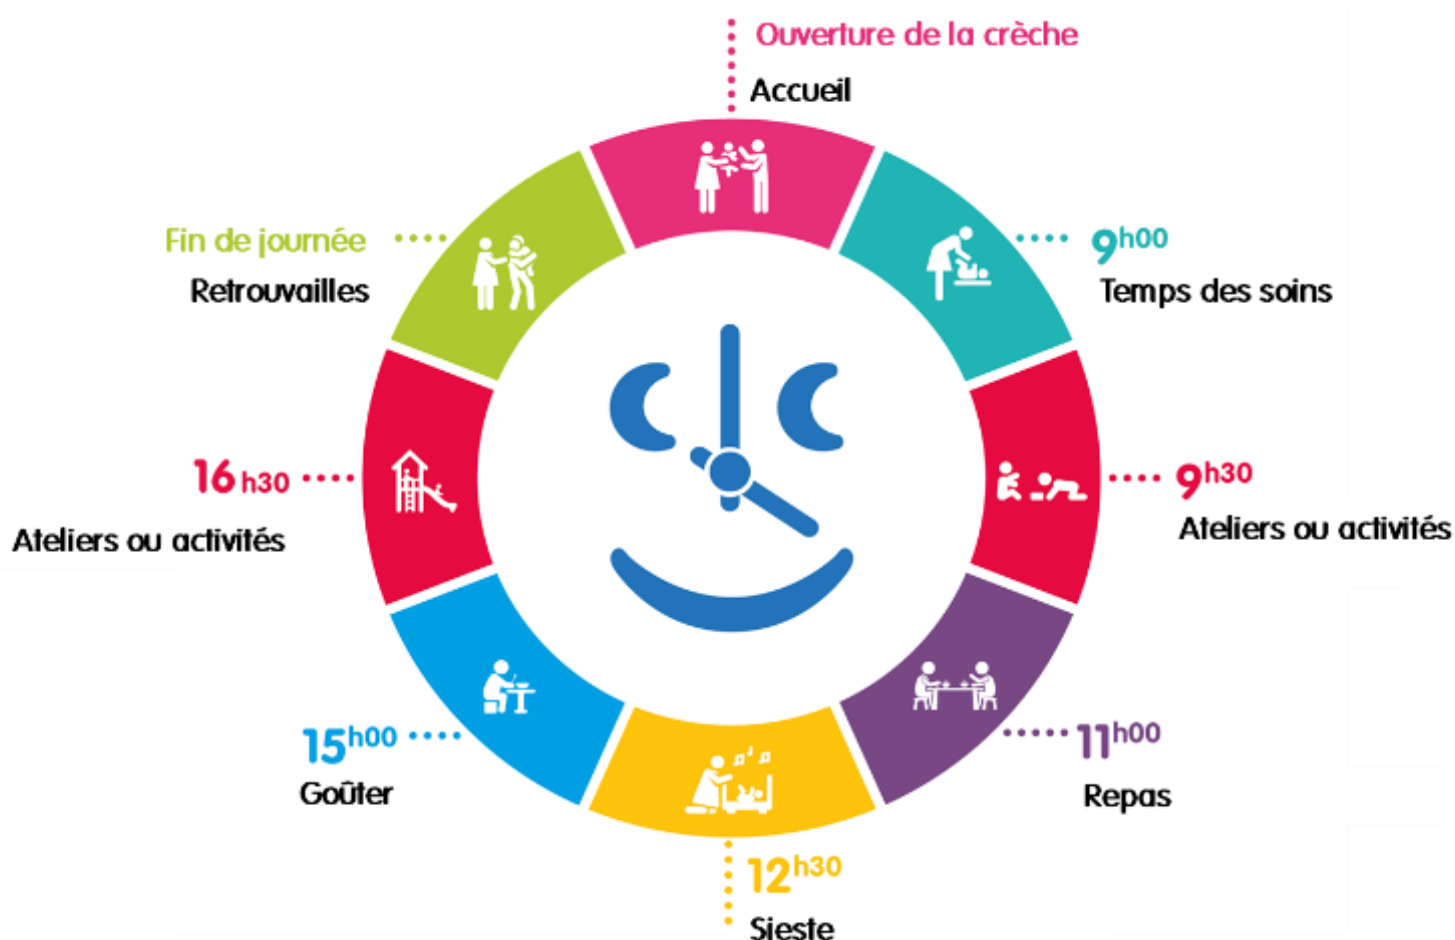 Ouverture de la crèche
Accueil
9h00
Temps des soins
9h30
Ateliers ou activités
11h00
Repas
12h30
Sieste
15h00
Goûter
16h30
Ateliers ou activités
Fin de journée
Retrouvailles